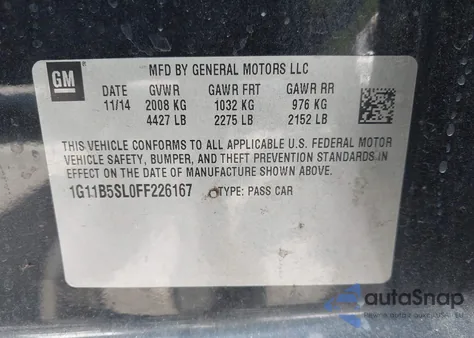 GM
MFD BY GENERAL MOTORS LLC
DATE GVWR GAWR FRT GAWR RR
11/14 2008 KG 1032 KG 976 KG
4427 LB 2275 LB 2152 LB
THIS VEHICLE CONFORMS TO ALL APPLICABLE U.S. FEDERAL MOTOR
VEHICLE SAFETY, BUMPER, AND THEFT PREVENTION STANDARDS IN
EFFECT ON THE DATE OF MANUFACTURE SHOWN ABOVE.
1G11B5SL0FF226167 TYPE: PASS CAR
autaSnap